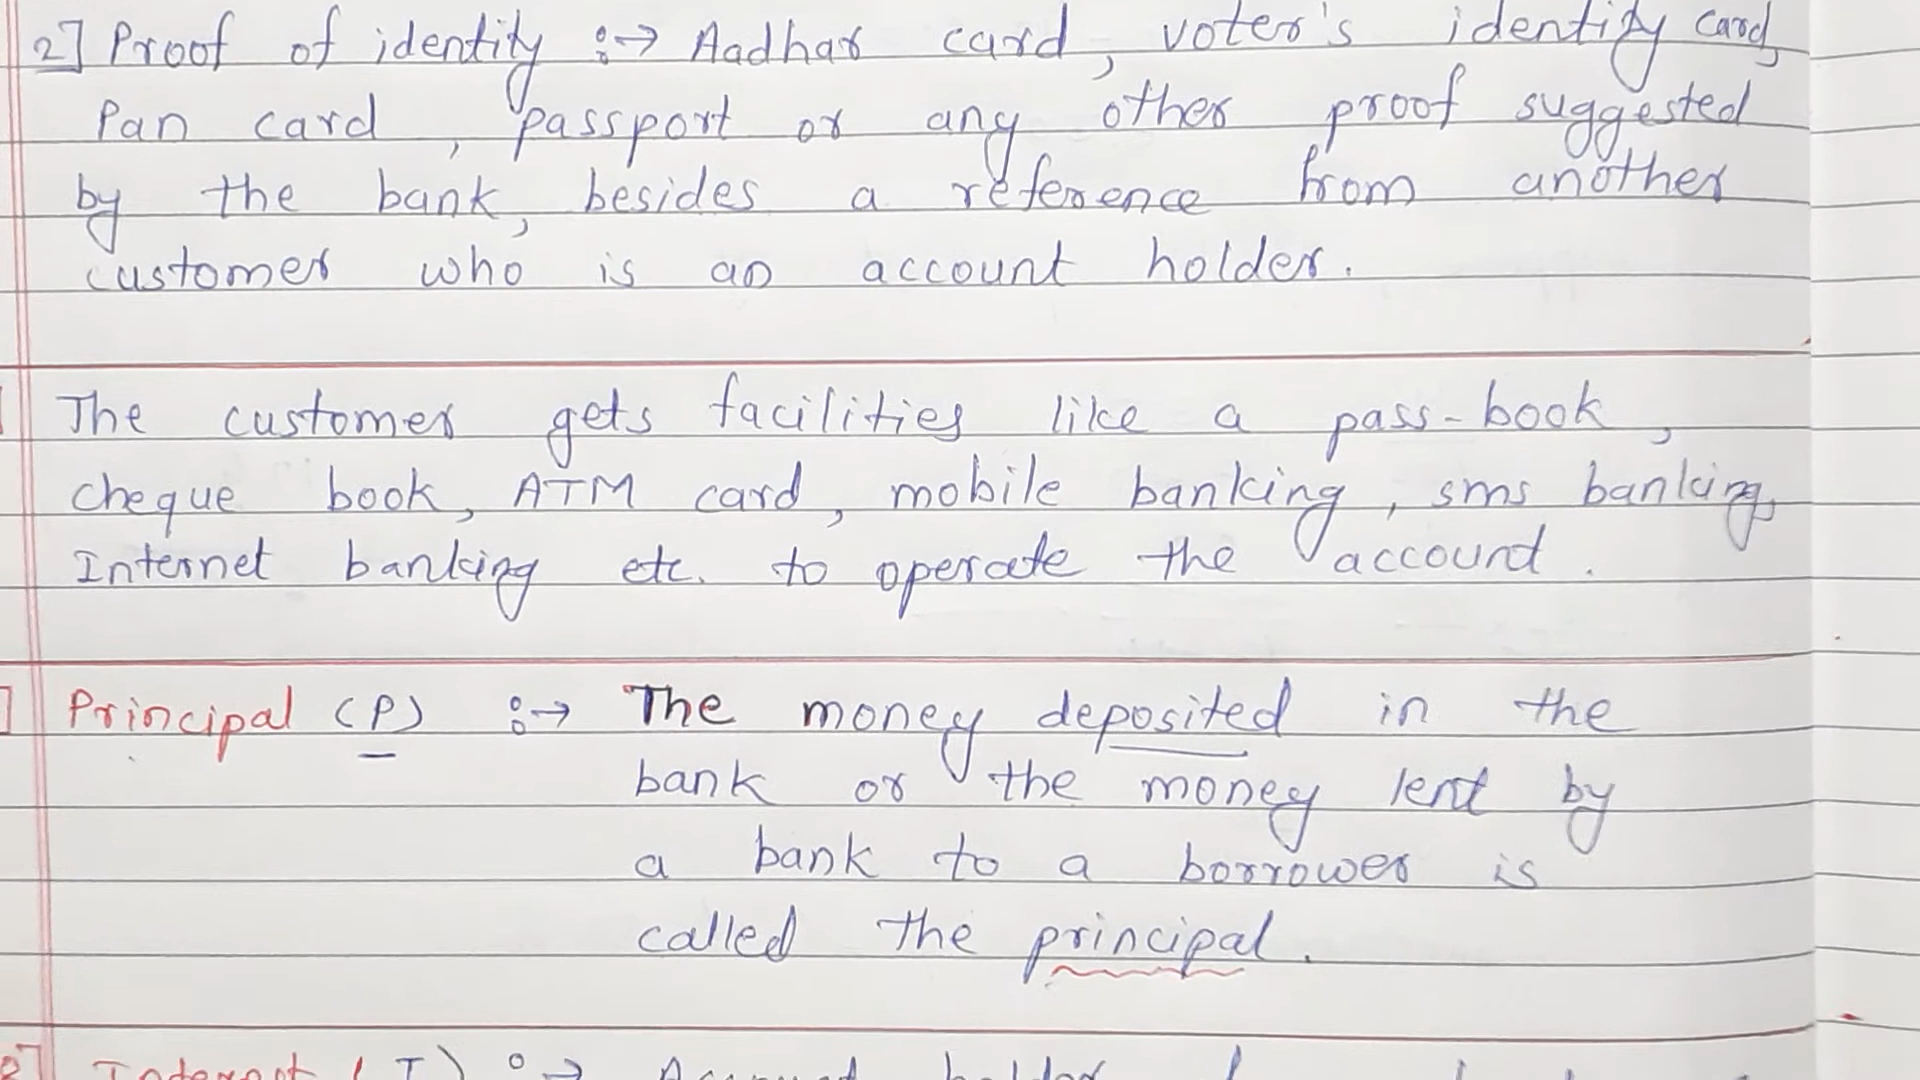 2] Proof of identity :→ Aadhar card, voter's identity card,
Pan card, passport or any other proof suggested
by the bank, besides a reference from another
customer who is an account holder.
The customer gets facilities like a pass-book,
cheque book, ATM card, mobile banking, sms banking,
Internet banking etc. to operate the account.
Principal (P) :→ The money deposited in the
bank or the money lent by
a bank to a borrower is
called the principal.
(I) :→ Account holder